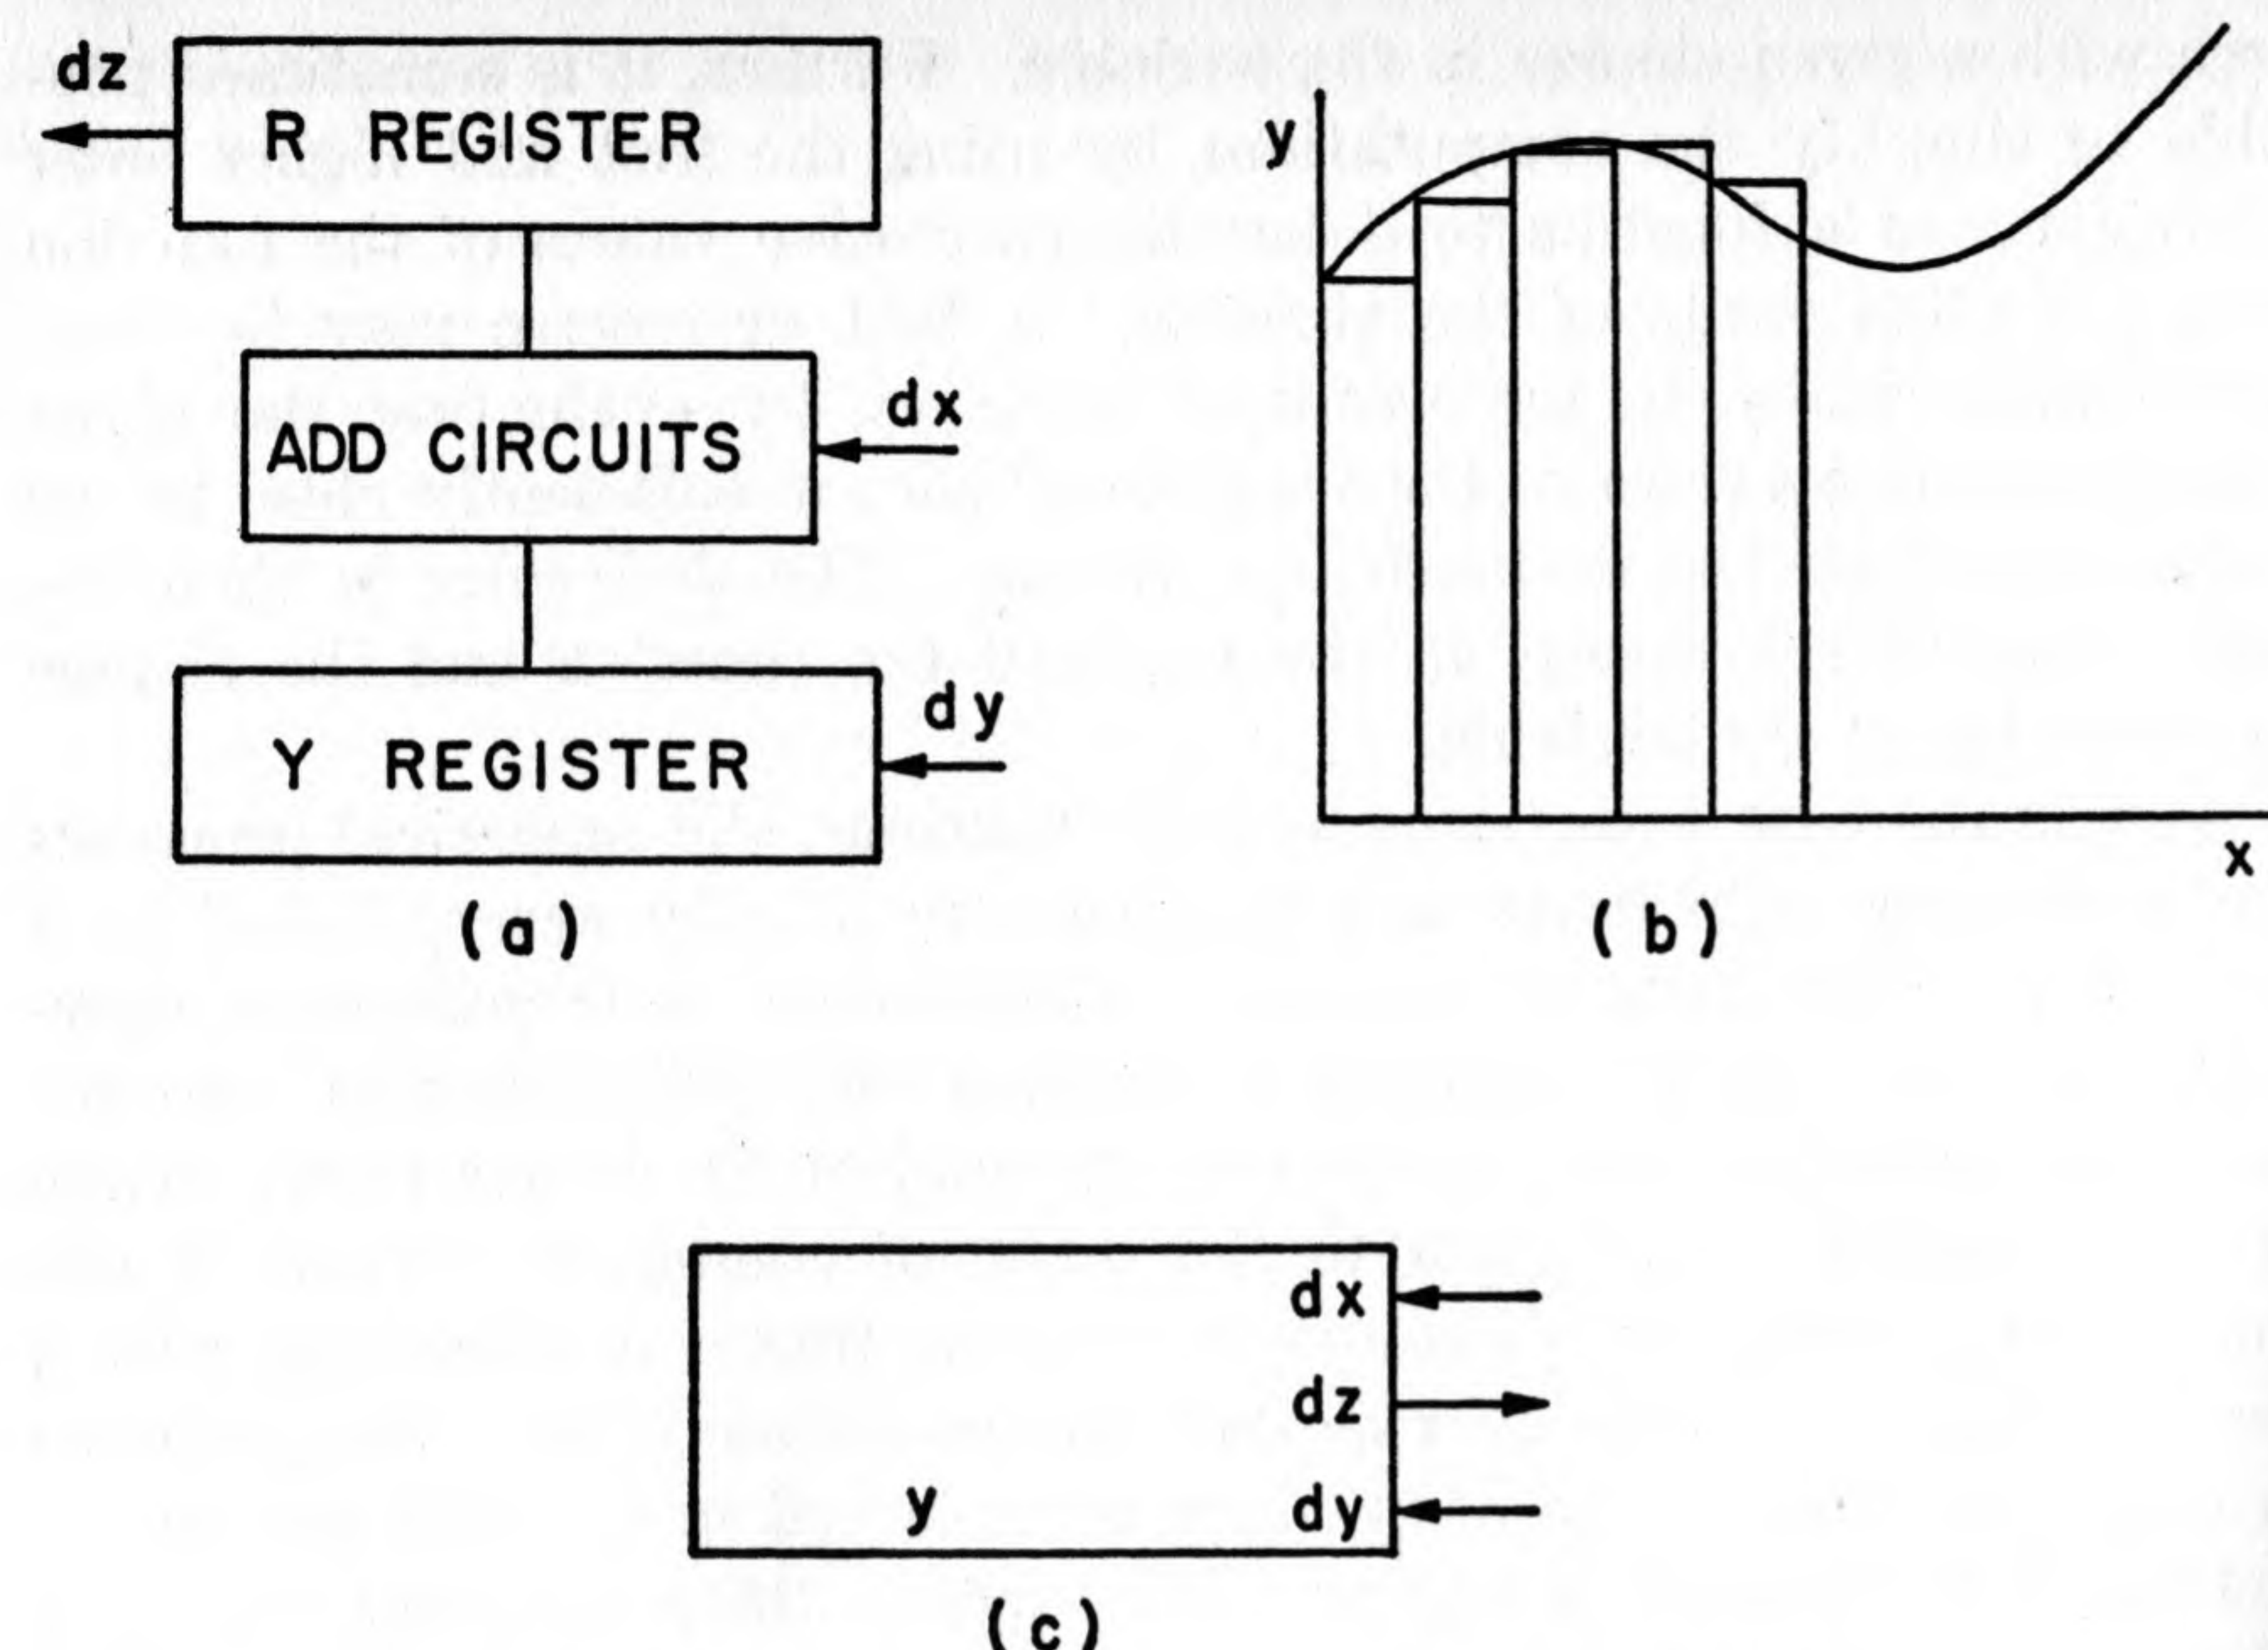 dz
R REGISTER
ADD CIRCUITS
dx
Y REGISTER
dy
(a)
y
x
(b)
dx
dz
y
dy
(c)